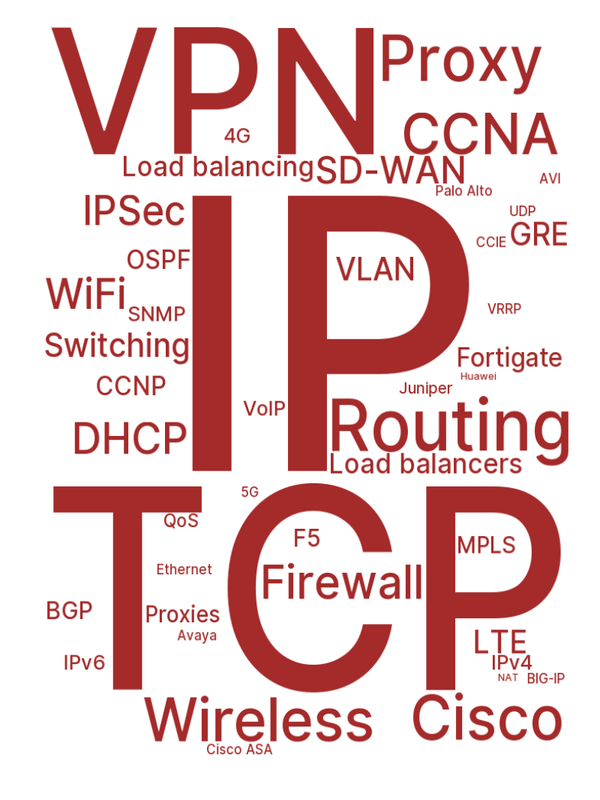 VPN
Proxy
4G
CCNA
Load balancing
SD-WAN
Palo Alto
AVI
IPSec
IP
UDP
CCIE
GRE
OSPF
VLAN
WiFi
SNMP
VRRP
Switching
Fortigate
CCNP
Huawei
Juniper
VoIP
Routing
DHCP
Load balancers
TCP
5G
QoS
F5
MPLS
Ethernet
Firewall
BGP
Proxies
Avaya
LTE
IPv6
IPv4
NAT
BIG-IP
Wireless
Cisco
Cisco ASA